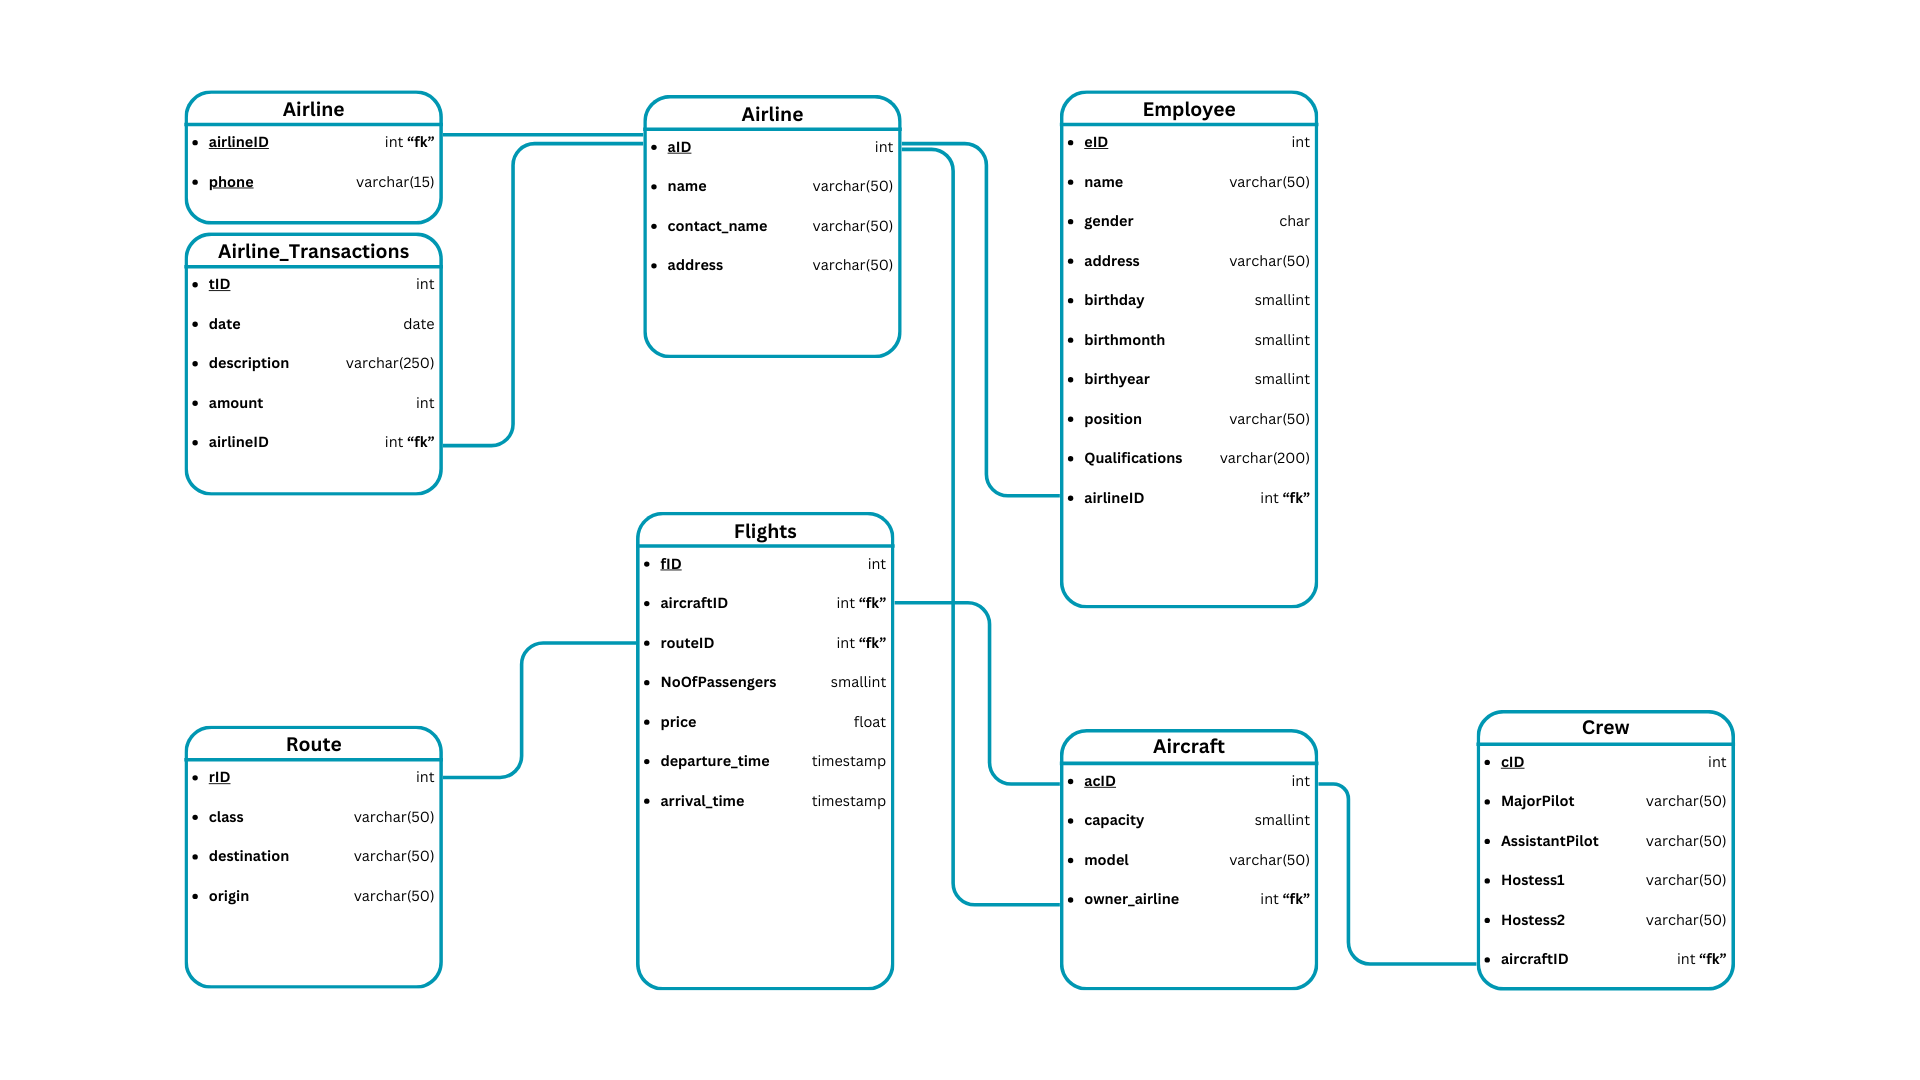 Airline
airlineID int “fk”
phone varchar(15)
Airline_Transactions
tID int
date date
description varchar(250)
amount int
airlineID int “fk”
Airline
aID int
name varchar(50)
contact_name varchar(50)
address varchar(50)
Employee
eID int
name varchar(50)
gender char
address varchar(50)
birthday smallint
birthmonth smallint
birthyear smallint
position varchar(50)
Qualifications varchar(200)
airlineID int “fk”
Route
rID int
class varchar(50)
destination varchar(50)
origin varchar(50)
Flights
fID int
aircraftID int “fk”
routeID int “fk”
NoOfPassengers smallint
price float
departure_time timestamp
arrival_time timestamp
Aircraft
acID int
capacity smallint
model varchar(50)
owner_airline int “fk”
Crew
cID int
MajorPilot varchar(50)
AssistantPilot varchar(50)
Hostess1 varchar(50)
Hostess2 varchar(50)
aircraftID int “fk”